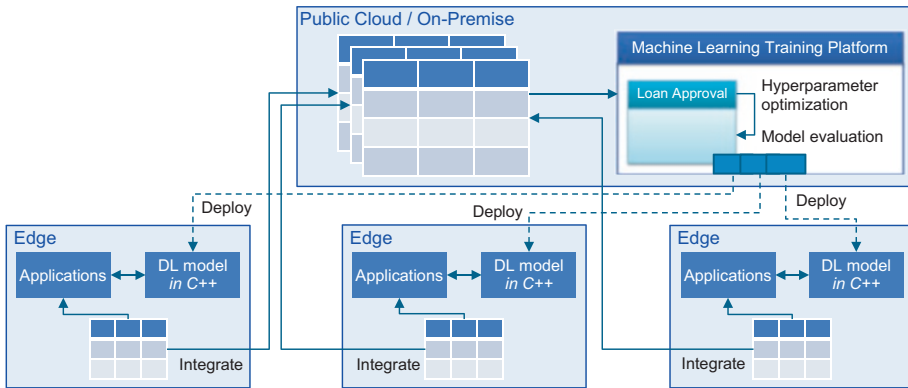 Public Cloud / On-Premise
Machine Learning Training Platform
Loan Approval
Hyperparameter
optimization
Model evaluation
Deploy
Deploy
Deploy
Edge
Applications
DL model
in C++
Integrate
Edge
Applications
DL model
in C++
Integrate
Edge
Applications
DL model
in C++
Integrate